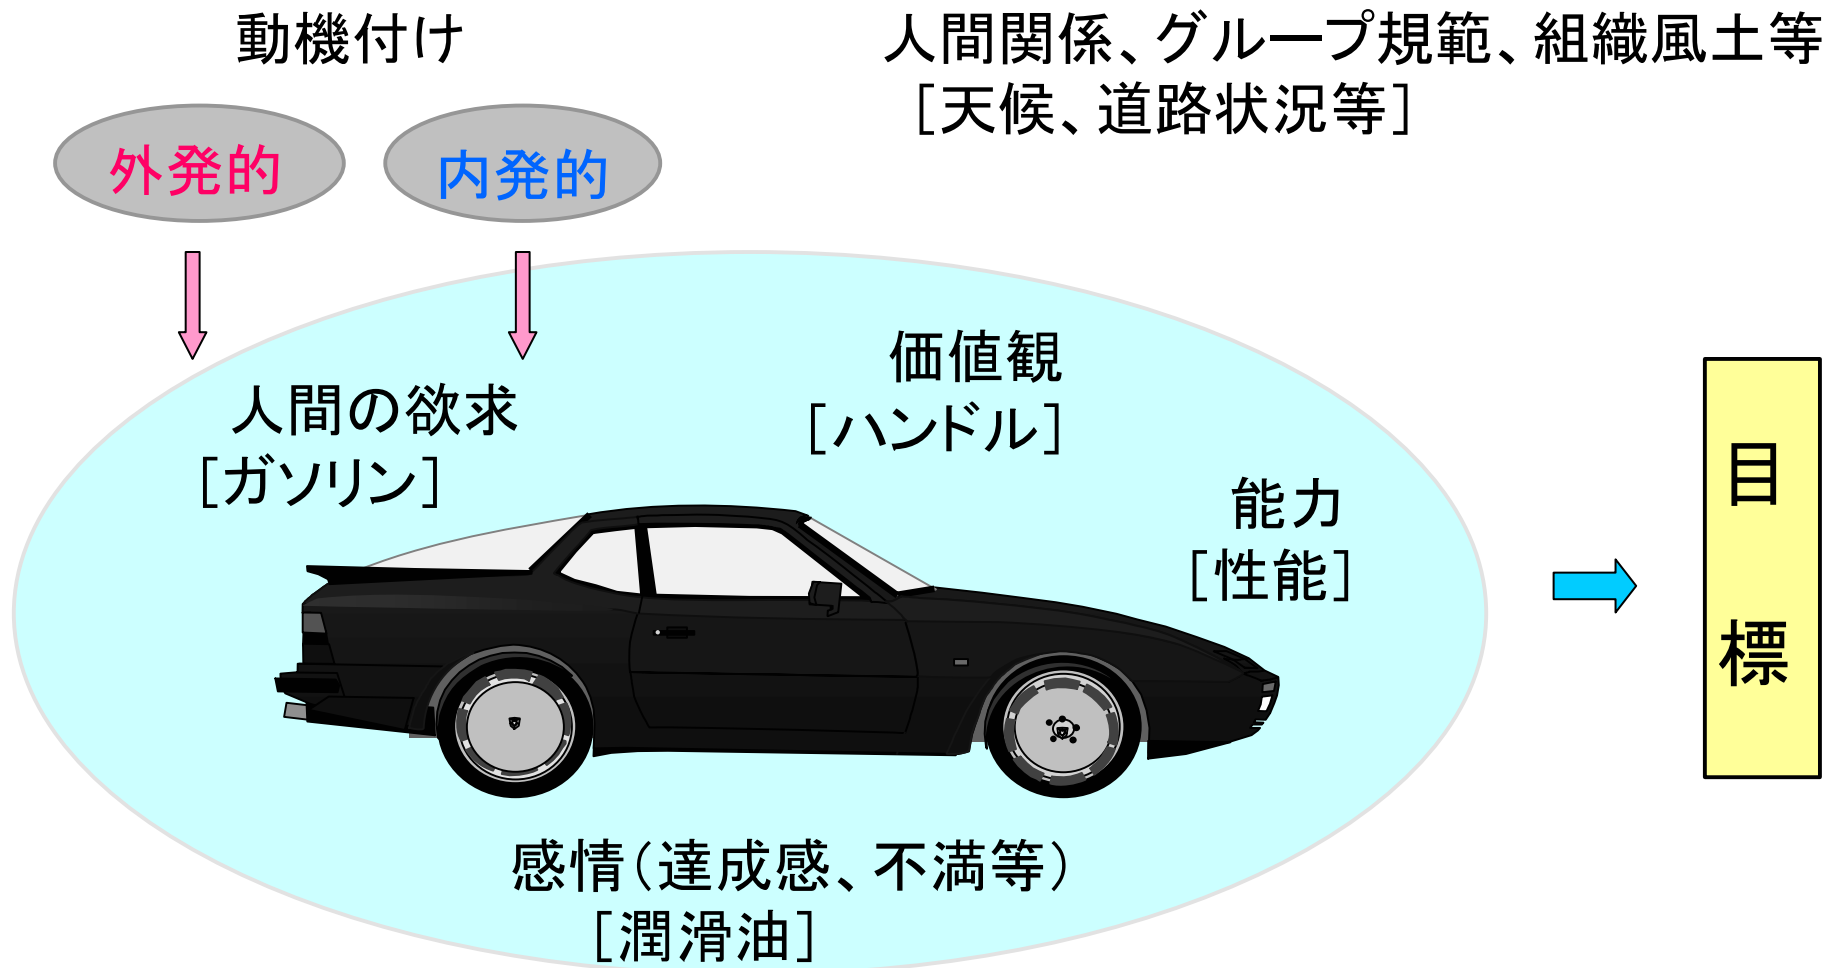 動機付け
人間関係、グループ規範、組織風土等
［天候、道路状況等］
外発的
内発的
価値観
［ハンドル］
人間の欲求
［ガソリン］
能力
［性能］
目
標
感情（達成感、不満等）
［潤滑油］